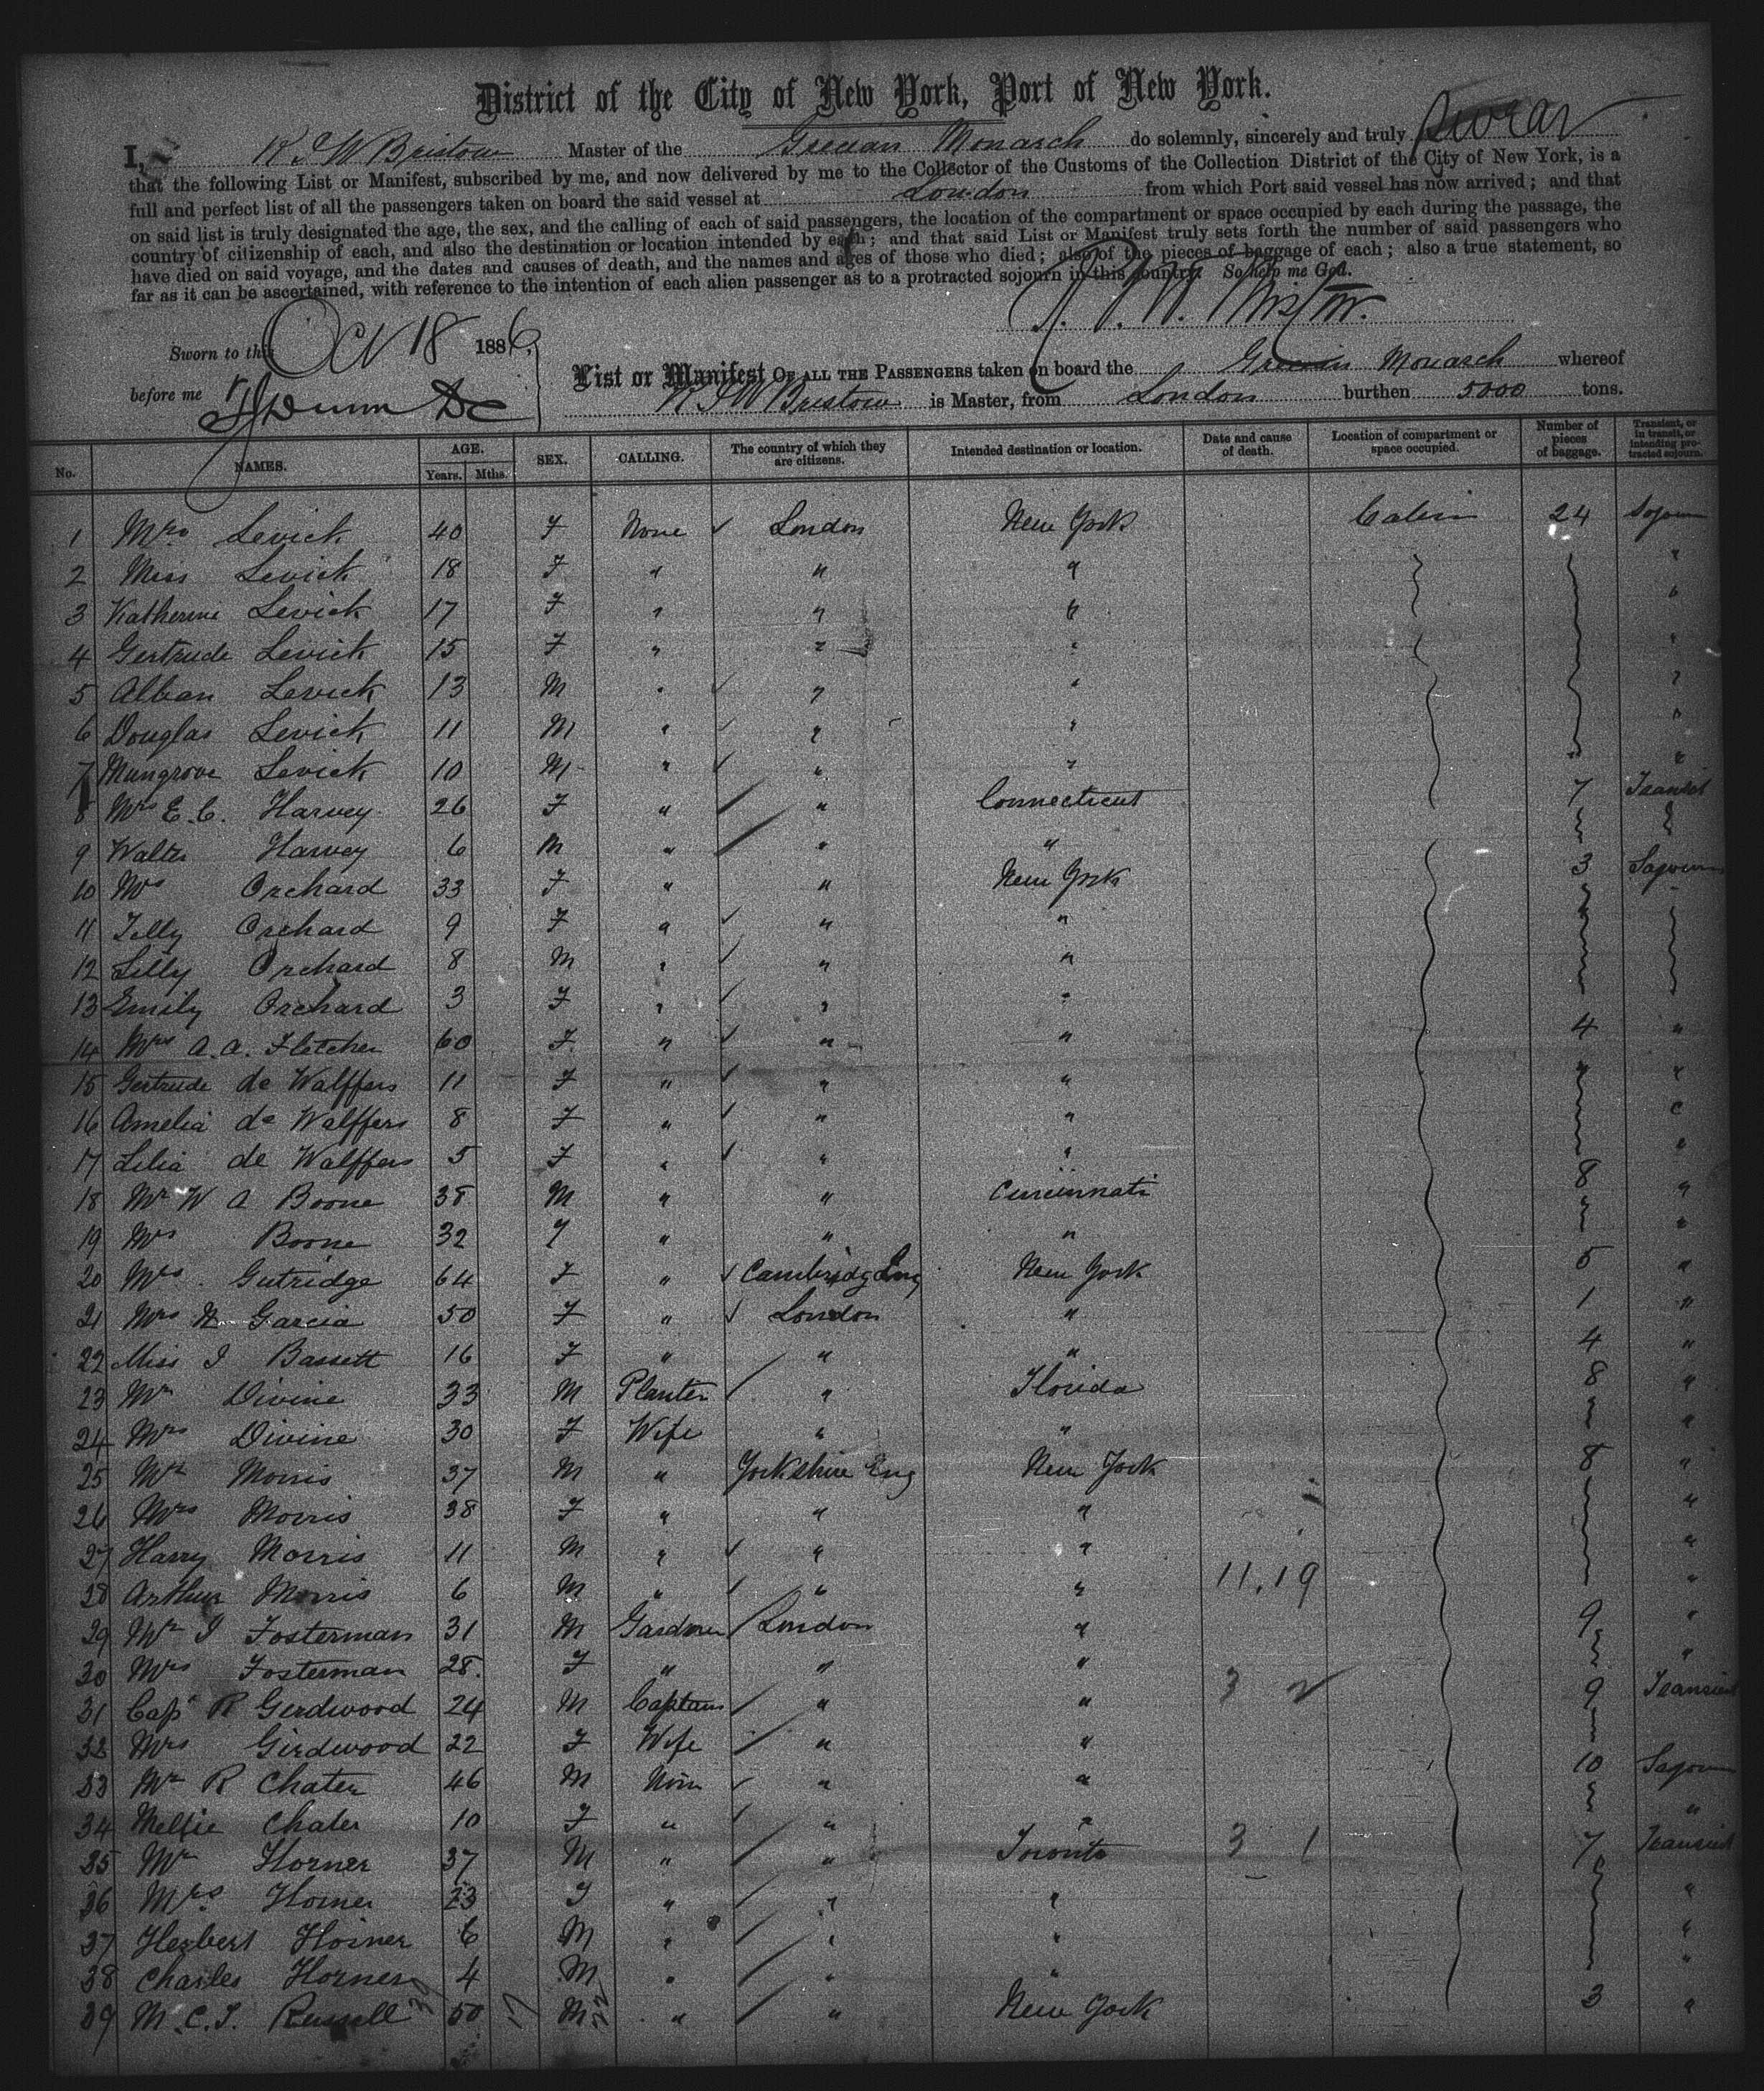 District of the City of New York, Port of New York.
I, R S W Bristow Master of the Grecian Monarch do solemnly, sincerely and truly swear
that the following List or Manifest, subscribed by me, and now delivered by me to the Collector of the Customs of the Collection District of the City of New York, is a
full and perfect list of all the passengers taken on board the said vessel at London from which Port said vessel has now arrived; and that
on said list is truly designated the age, the sex, and the calling of each of said passengers, the location of the compartment or space occupied by each during the passage, the
country of citizenship of each, and also the destination or location intended by each; and that said List or Manifest truly sets forth the number of said passengers who
have died on said voyage, and the dates and causes of death, and the names and ages of those who died; also of the pieces of baggage of each; also a true statement, so
far as it can be ascertained, with reference to the intention of each alien passenger as to a protracted sojourn in this country. So help me God.
Sworn to this Oct 18 1886
before me
List or Manifest OF ALL THE PASSENGERS taken on board the Grecian Monarch whereof
R S W Bristow is Master, from London burthen 5000 tons.
No. NAMES. AGE. Years. Mths. SEX. CALLING. The country of which they are citizens. Intended destination or location. Date and cause of death. Location of compartment or space occupied. Number of pieces of baggage. Transient, or in transit, or intending protracted sojourn.
1 Mrs Levick 40 F None London New York Cabin 24 Sojourn
2 Miss Levick 18 F " " " "
3 Katherine Levick 17 F " " " "
4 Gertrude Levick 15 F " " " "
5 Alban Levick 13 M " " " "
6 Douglas Levick 11 M " " " "
7 Mungrove Levick 10 M " " " " "
8 Mrs E. C. Harvey 26 F " " Connecticut 7 Transit
9 Walter Harvey 6 M " " "
10 Mrs Orchard 33 F " " New York 3 Sojourn
11 Tilly Orchard 9 F " " "
12 Lilly Orchard 8 M " " "
13 Emily Orchard 3 F " " "
14 Mrs A. A. Fletcher 60 F " " " 4 "
15 Gertrude de Walffers 11 F " " " " "
16 Amelia de Walffers 8 F " " " "
17 Lilia de Walffers 5 F " " " "
18 Mr W A Boone 38 M " " Cincinnati 8 "
19 Mrs Boone 32 F " " " "
20 Mrs Gutridge 64 F " Cambridg Eng New York 5 "
21 Mrs N Garcia 50 F " London " 1 "
22 Miss I Bassett 16 F " " " 4 "
23 Mr Divine 33 M Planter " Florida 8 "
24 Mrs Divine 30 F Wife " " "
25 Mr Morris 37 M " Yorkshire Eng New York 8 "
26 Mrs Morris 38 F " " " "
27 Harry Morris 11 M " " " "
28 Arthur Morris 6 M " " " 11.19 "
29 Mr I Fosterman 31 M Gardner London " 9 "
30 Mrs Fosterman 28. F " " " "
31 Capt R Girdwood 24 M Captain " " 3 2 9 Transient
32 Mrs Girdwood 22 F Wife " "
33 Mr R Chater 46 M None " " 10 Sojourn
34 Melfie Chater 10 F " " " "
35 Mr Horner 37 M " " Toronto 3 1 7 Transient
36 Mrs Horner 23 F " " " "
37 Herbert Horner 6 M " " " "
38 Charles Horner 4 M " " " "
39 M. C. I. Russell 50 17 M 22 " " New York 3 "